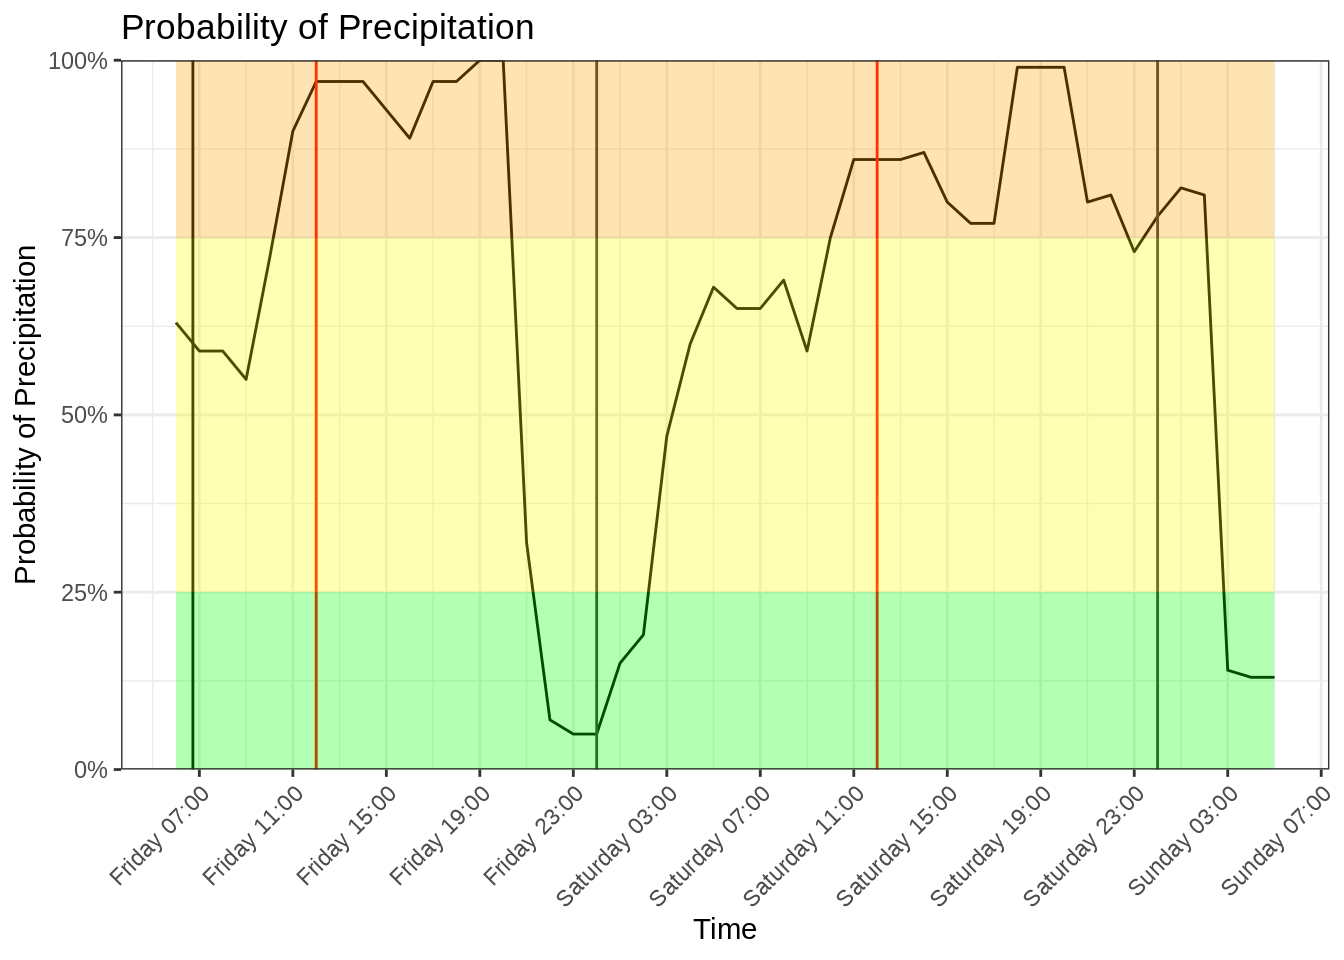 Probability of Precipitation
Probability of Precipitation
100%
75%
50%
25%
0%
Friday 07:00
Friday 11:00
Friday 15:00
Friday 19:00
Friday 23:00
Saturday 03:00
Saturday 07:00
Saturday 11:00
Saturday 15:00
Saturday 19:00
Saturday 23:00
Sunday 03:00
Sunday 07:00
Time